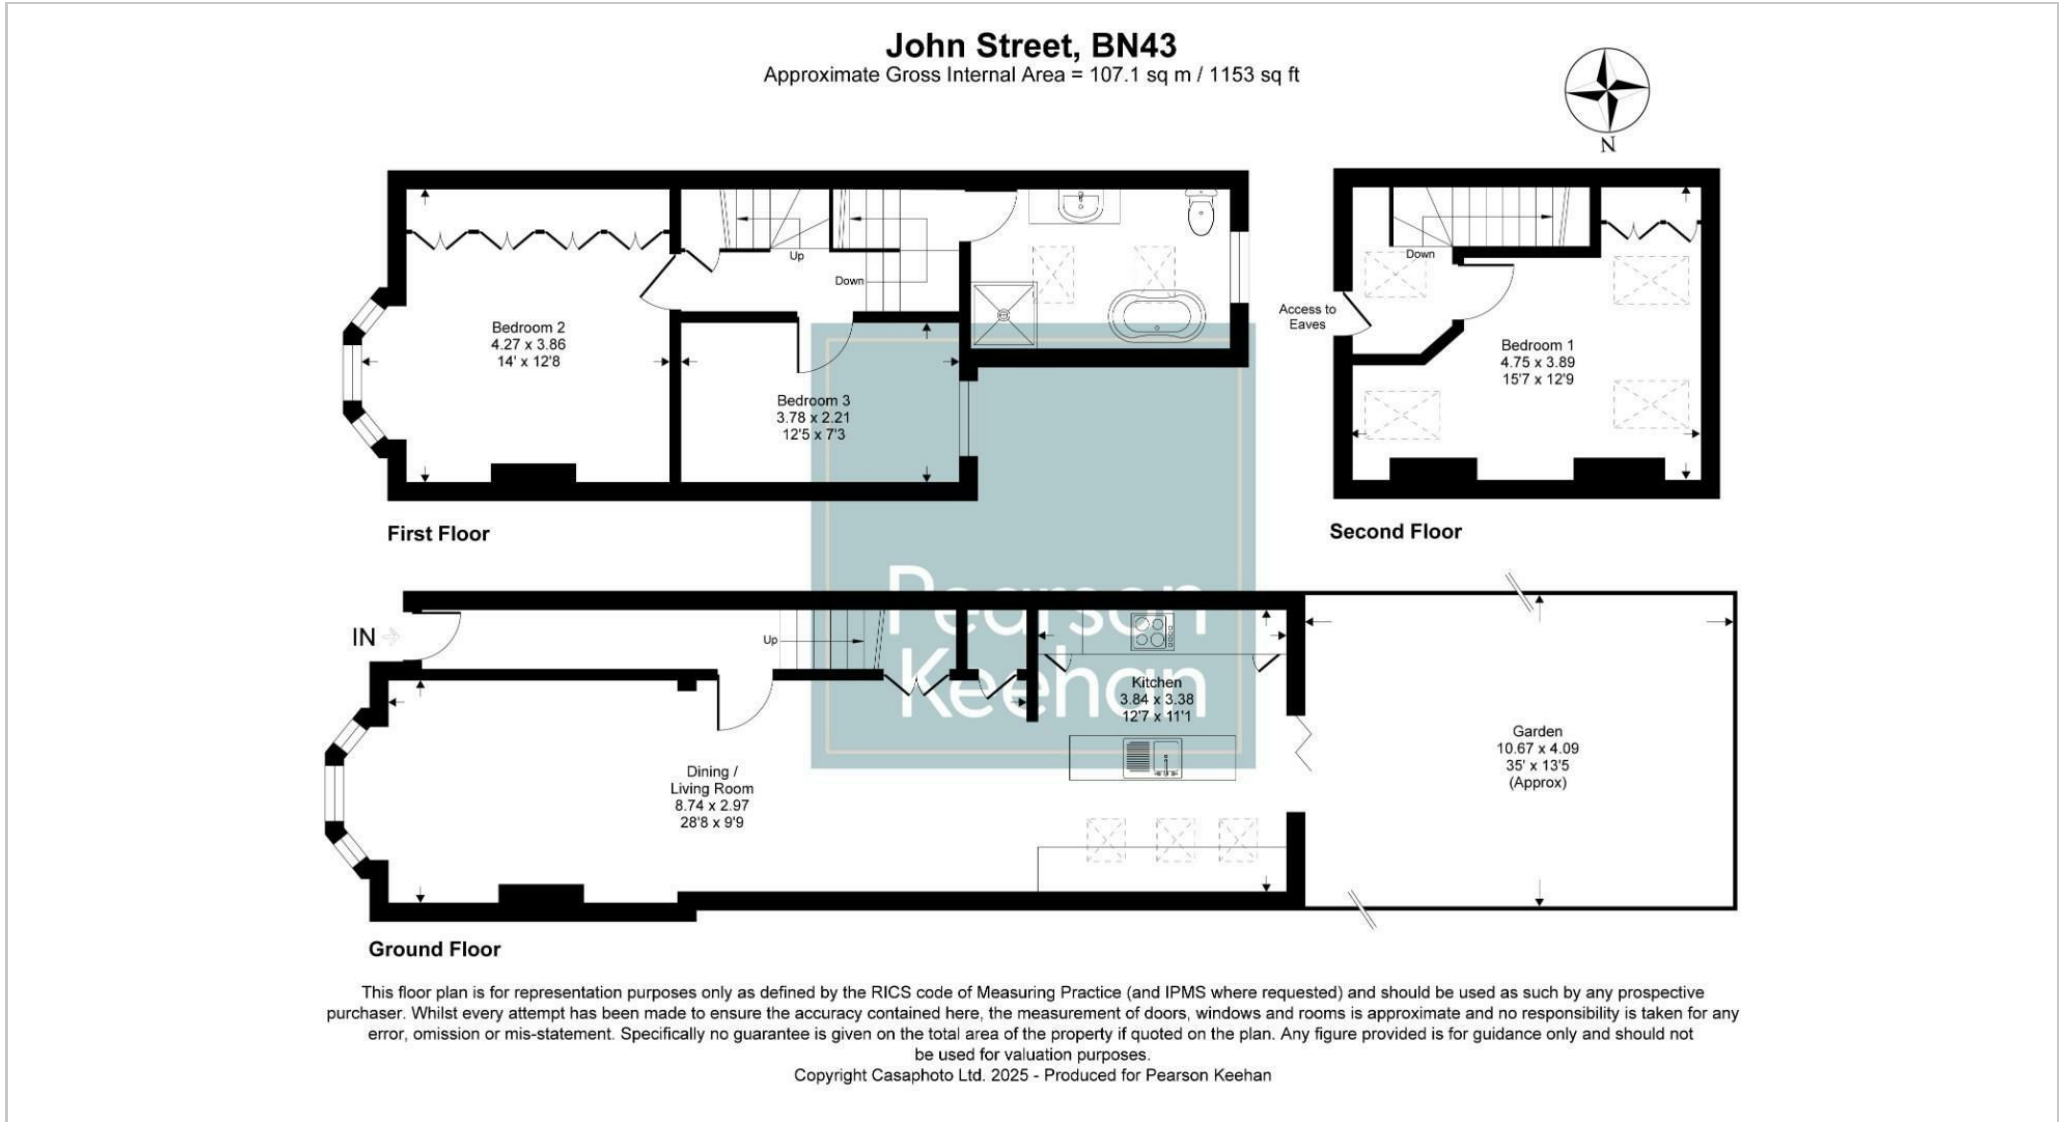 John Street, BN43
Approximate Gross Internal Area = 107.1 sq m / 1153 sq ft
N
Up
Down
Bedroom 2
4.27 x 3.86
14' x 12'8
Bedroom 3
3.78 x 2.21
12'5 x 7'3
First Floor
Down
Access to
Eaves
Bedroom 1
4.75 x 3.89
15'7 x 12'9
Second Floor
Pearson
Keehan
IN
Up
Kitchen
3.84 x 3.38
12'7 x 11'1
Dining /
Living Room
8.74 x 2.97
28'8 x 9'9
Garden
10.67 x 4.09
35' x 13'5
(Approx)
Ground Floor
This floor plan is for representation purposes only as defined by the RICS code of Measuring Practice (and IPMS where requested) and should be used as such by any prospective
purchaser. Whilst every attempt has been made to ensure the accuracy contained here, the measurement of doors, windows and rooms is approximate and no responsibility is taken for any
error, omission or mis-statement. Specifically no guarantee is given on the total area of the property if quoted on the plan. Any figure provided is for guidance only and should not
be used for valuation purposes.
Copyright Casaphoto Ltd. 2025 - Produced for Pearson Keehan